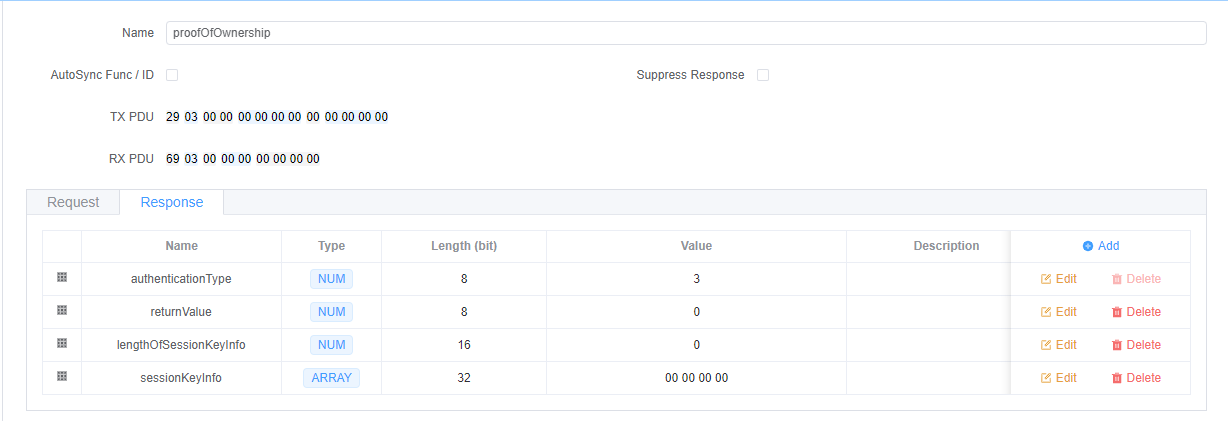 Name proofOfOwnership
AutoSync Func / ID Suppress Response
TX PDU 29 03 00 00 00 00 00 00 00 00 00 00 00
RX PDU 69 03 00 00 00 00 00 00 00
Request Response
Name Type Length (bit) Value Description Add
authenticationType NUM 8 3 Edit Delete
returnValue NUM 8 0 Edit Delete
lengthOfSessionKeyInfo NUM 16 0 Edit Delete
sessionKeyInfo ARRAY 32 00 00 00 00 Edit Delete